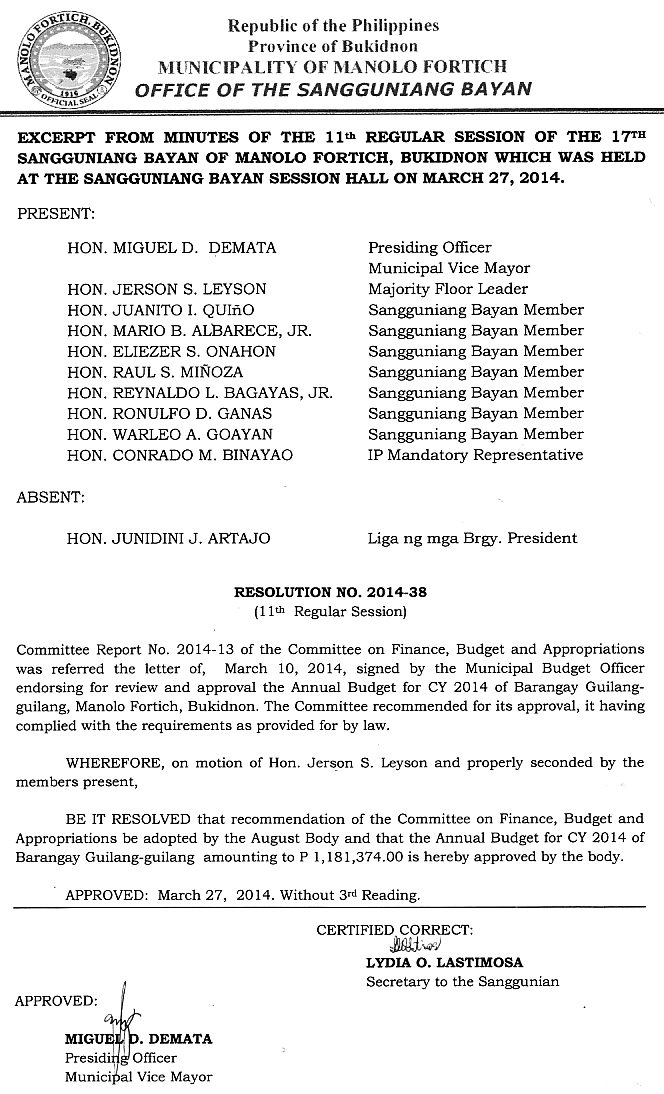 MANOLO FORTICH, BUKIDNON
1916
OFFICIAL SEAL
Republic of the Philippines
Province of Bukidnon
MUNICIPALITY OF MANOLO FORTICH
OFFICE OF THE SANGGUNIANG BAYAN
EXCERPT FROM MINUTES OF THE 11th REGULAR SESSION OF THE 17TH
SANGGUNIANG BAYAN OF MANOLO FORTICH, BUKIDNON WHICH WAS HELD
AT THE SANGGUNIANG BAYAN SESSION HALL ON MARCH 27, 2014.
PRESENT:
HON. MIGUEL D. DEMATA Presiding Officer
Municipal Vice Mayor
HON. JERSON S. LEYSON Majority Floor Leader
HON. JUANITO I. QUIñO Sangguniang Bayan Member
HON. MARIO B. ALBARECE, JR. Sangguniang Bayan Member
HON. ELIEZER S. ONAHON Sangguniang Bayan Member
HON. RAUL S. MIÑOZA Sangguniang Bayan Member
HON. REYNALDO L. BAGAYAS, JR. Sangguniang Bayan Member
HON. RONULFO D. GANAS Sangguniang Bayan Member
HON. WARLEO A. GOAYAN Sangguniang Bayan Member
HON. CONRADO M. BINAYAO IP Mandatory Representative
ABSENT:
HON. JUNIDINI J. ARTAJO Liga ng mga Brgy. President
RESOLUTION NO. 2014-38
(11th Regular Session)
Committee Report No. 2014-13 of the Committee on Finance, Budget and Appropriations
was referred the letter of, March 10, 2014, signed by the Municipal Budget Officer
endorsing for review and approval the Annual Budget for CY 2014 of Barangay Guilang-
guilang, Manolo Fortich, Bukidnon. The Committee recommended for its approval, it having
complied with the requirements as provided for by law.
WHEREFORE, on motion of Hon. Jerson S. Leyson and properly seconded by the
members present,
BE IT RESOLVED that recommendation of the Committee on Finance, Budget and
Appropriations be adopted by the August Body and that the Annual Budget for CY 2014 of
Barangay Guilang-guilang amounting to P 1,181,374.00 is hereby approved by the body.
APPROVED: March 27, 2014. Without 3rd Reading.
CERTIFIED CORRECT:
LYDIA O. LASTIMOSA
Secretary to the Sanggunian
APPROVED:
MIGUEL D. DEMATA
Presiding Officer
Municipal Vice Mayor